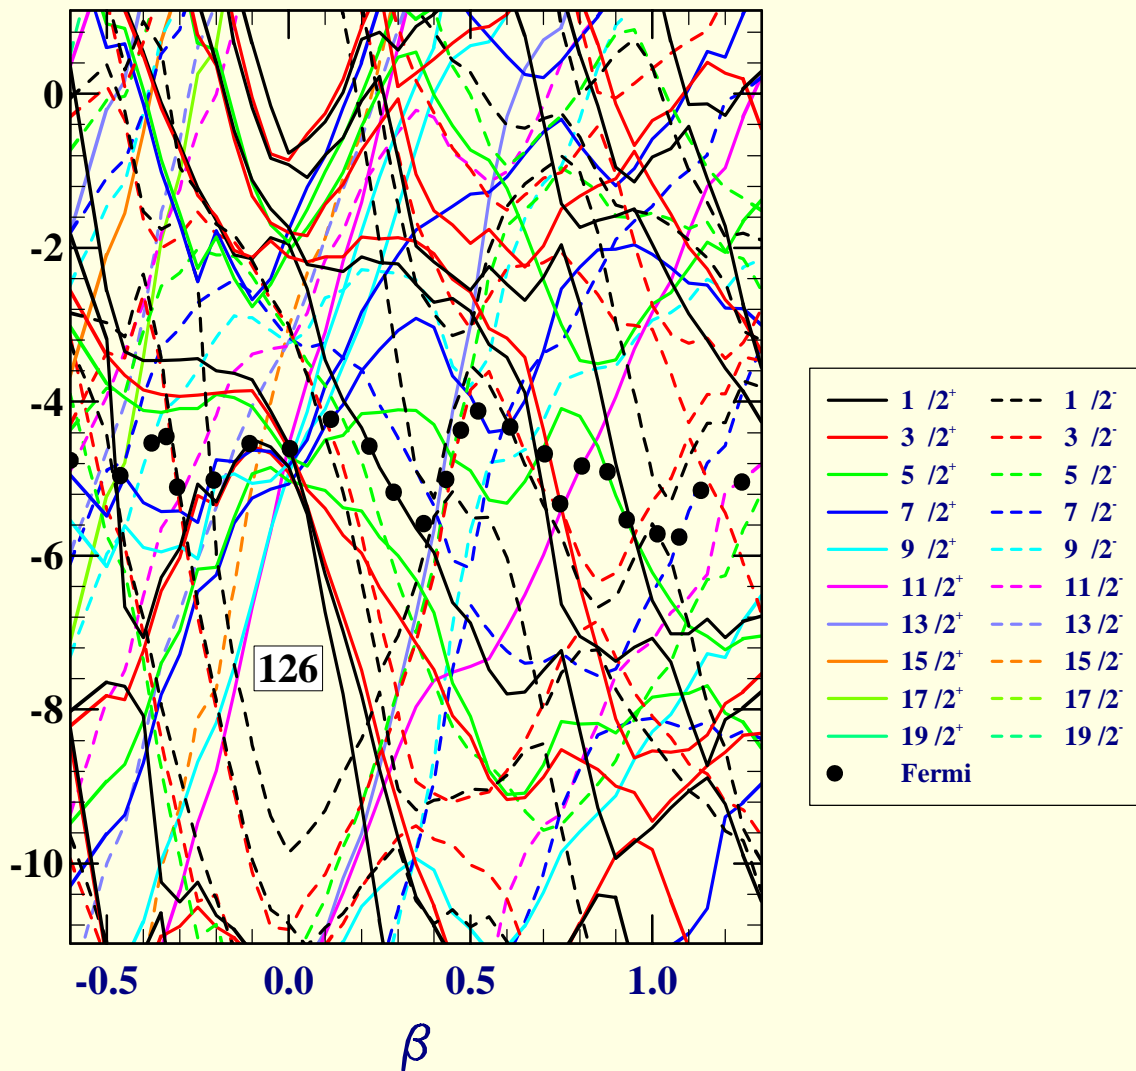 0
-2
-4
-6
-8
-10
126
-0.5 0.0 0.5 1.0
β
1 /2⁺ 1 /2⁻
3 /2⁺ 3 /2⁻
5 /2⁺ 5 /2⁻
7 /2⁺ 7 /2⁻
9 /2⁺ 9 /2⁻
11 /2⁺ 11 /2⁻
13 /2⁺ 13 /2⁻
15 /2⁺ 15 /2⁻
17 /2⁺ 17 /2⁻
19 /2⁺ 19 /2⁻
Fermi